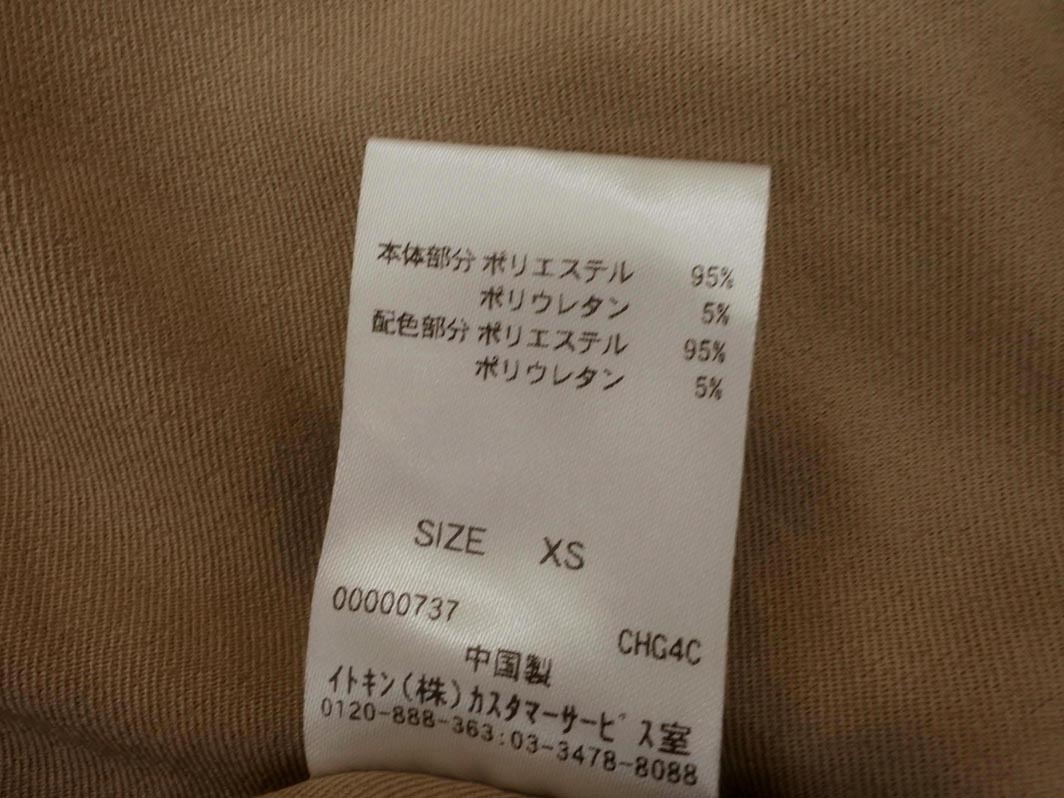 本体部分 ポリエステル 95%
ポリウレタン 5%
配色部分 ポリエステル 95%
ポリウレタン 5%
SIZE XS
00000737
CHG4C
中国製
イトキン(株)カスタマーサービス室
0120-888-363:03-3478-8088